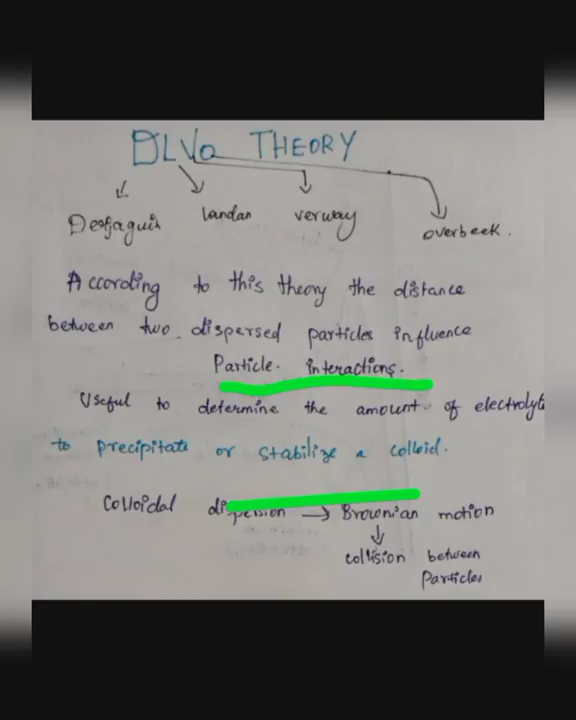 DLVO THEORY
Derjaguin landan verway overbeek.
According to this theory the distance
between two dispersed particles influence
Particle interactions.
Useful to determine the amount of electrolyte
to precipitate or stabilize a colloid.
Colloidal dispersion → Brownian motion
↓
collision between
Particles